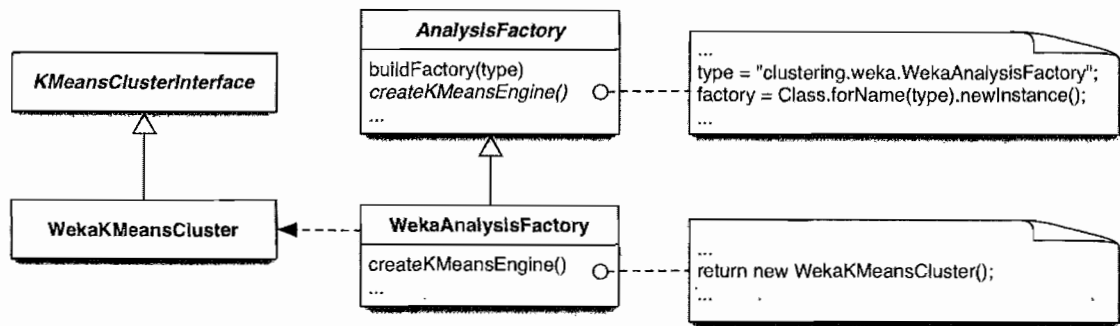 KMeansClusterInterface
WekaKMeansCluster
AnalysisFactory
buildFactory(type)
createKMeansEngine()
...
WekaAnalysisFactory
createKMeansEngine()
...
...
type = "clustering.weka.WekaAnalysisFactory";
factory = Class.forName(type).newInstance();
...
...
return new WekaKMeansCluster();
...